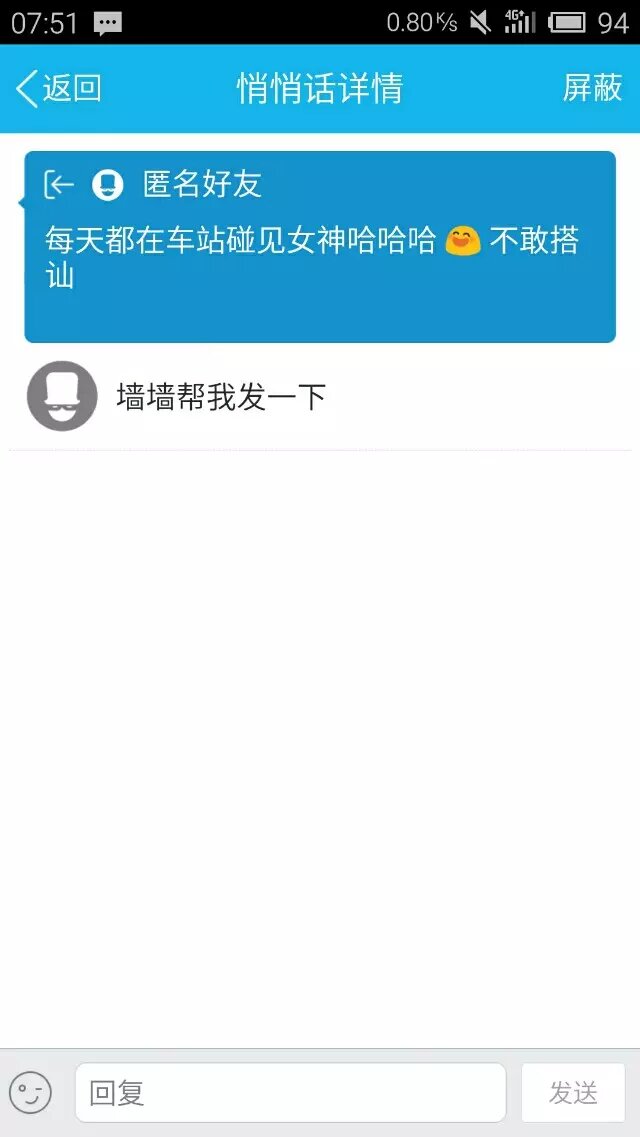 07:51 0.80K/s 4G 94
返回 悄悄话详情 屏蔽
匿名好友
每天都在车站碰见女神哈哈哈😄不敢搭
讪
墙墙帮我发一下
回复 发送